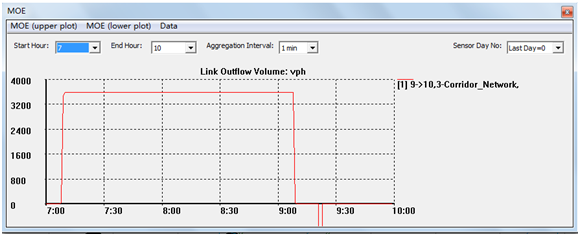 MOE
MOE (upper plot) MOE (lower plot) Data
Start Hour: 7 End Hour: 10 Aggregation Interval: 1 min Sensor Day No: Last Day=0
Link Outflow Volume: vph
[1] 9->10,3-Corridor_Network,
4000
3200
2400
1600
800
0
7:00 7:30 8:00 8:30 9:00 9:30 10:00